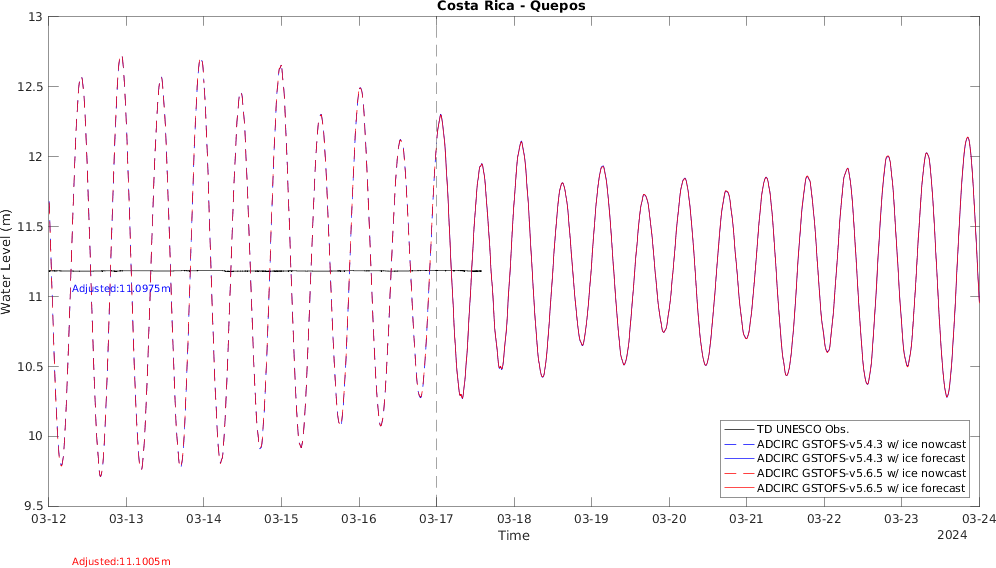 Costa Rica - Quepos
13
12.5
12
11.5
11
10.5
10
9.5
Water Level (m)
Adjusted:11.0975m
TD UNESCO Obs.
ADCIRC GSTOFS-v5.4.3 w/ ice nowcast
ADCIRC GSTOFS-v5.4.3 w/ ice forecast
ADCIRC GSTOFS-v5.6.5 w/ ice nowcast
ADCIRC GSTOFS-v5.6.5 w/ ice forecast
03-12 03-13 03-14 03-15 03-16 03-17 03-18 03-19 03-20 03-21 03-22 03-23 03-24
Time
2024
Adjusted:11.1005m